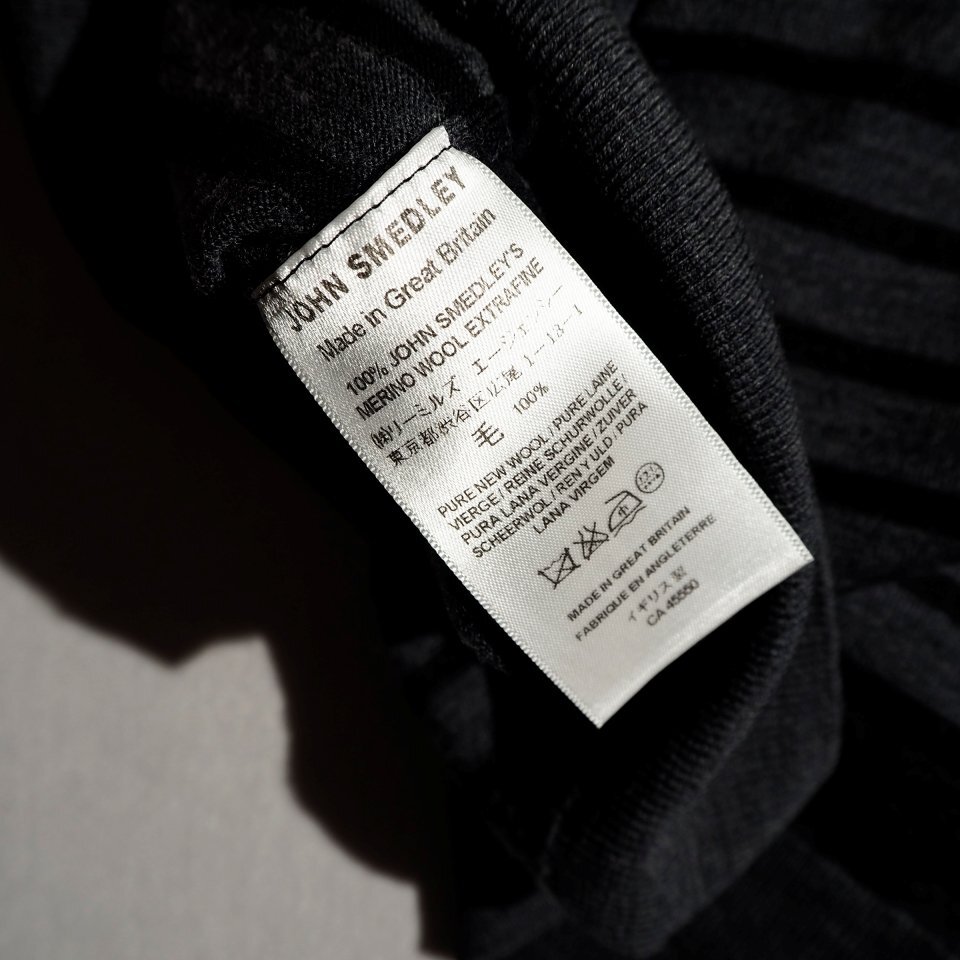 JOHN SMEDLEY
Made in Great Britain
100% JOHN SMEDLEY'S
MERINO WOOL EXTRAFINE
㈱リーミルズ エージェンシー
東京都渋谷区広尾 1-13-1
毛 100%
PURE NEW WOOL / PURE LAINE
VIERGE / REINE SCHURWOLLE /
PURA LANA VERGINE / ZUIVER
SCHEERWOL / REN Y ULD / PURA
LANA VIRGEM
MADE IN GREAT BRITAIN
FABRIQUE EN ANGLETERRE
イギリス製
CA 45550